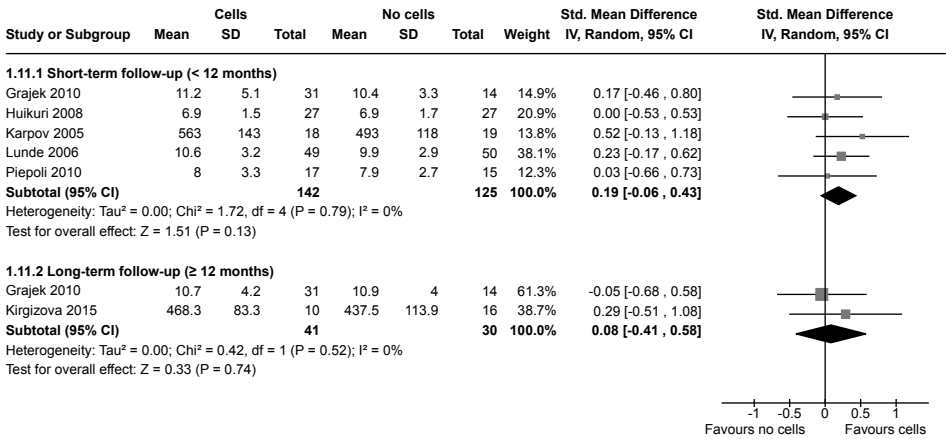 Cells No cells Std. Mean Difference Std. Mean Difference
Study or Subgroup Mean SD Total Mean SD Total Weight IV, Random, 95% CI IV, Random, 95% CI
1.11.1 Short-term follow-up (< 12 months)
Grajek 2010 11.2 5.1 31 10.4 3.3 14 14.9% 0.17 [-0.46 , 0.80]
Huikuri 2008 6.9 1.5 27 6.9 1.7 27 20.9% 0.00 [-0.53 , 0.53]
Karpov 2005 563 143 18 493 118 19 13.8% 0.52 [-0.13 , 1.18]
Lunde 2006 10.6 3.2 49 9.9 2.9 50 38.1% 0.23 [-0.17 , 0.62]
Piepoli 2010 8 3.3 17 7.9 2.7 15 12.3% 0.03 [-0.66 , 0.73]
Subtotal (95% CI) 142 125 100.0% 0.19 [-0.06 , 0.43]
Heterogeneity: Tau² = 0.00; Chi² = 1.72, df = 4 (P = 0.79); I² = 0%
Test for overall effect: Z = 1.51 (P = 0.13)
1.11.2 Long-term follow-up (≥ 12 months)
Grajek 2010 10.7 4.2 31 10.9 4 14 61.3% -0.05 [-0.68 , 0.58]
Kirgizova 2015 468.3 83.3 10 437.5 113.9 16 38.7% 0.29 [-0.51 , 1.08]
Subtotal (95% CI) 41 30 100.0% 0.08 [-0.41 , 0.58]
Heterogeneity: Tau² = 0.00; Chi² = 0.42, df = 1 (P = 0.52); I² = 0%
Test for overall effect: Z = 0.33 (P = 0.74)
-1 -0.5 0 0.5 1
Favours no cells Favours cells